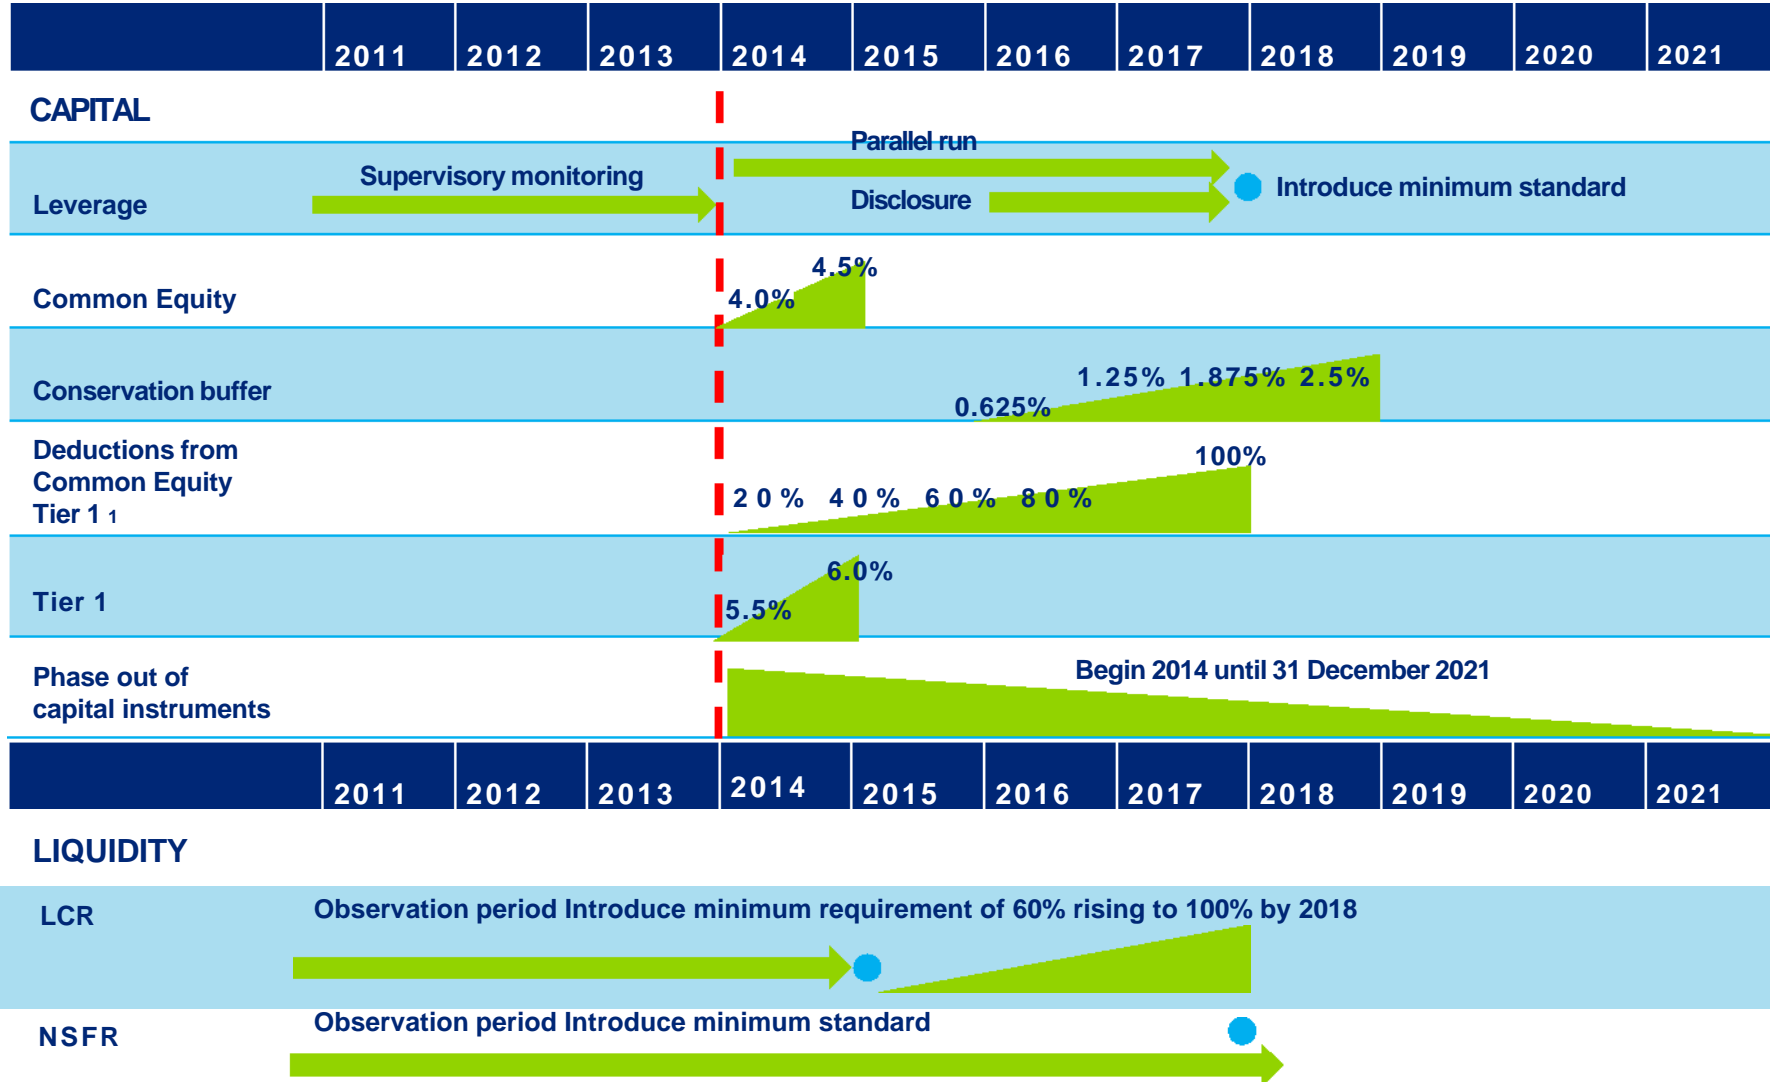 2011 2012 2013 2014 2015 2016 2017 2018 2019 2020 2021
CAPITAL
Parallel run
Supervisory monitoring
Leverage
Disclosure
Introduce minimum standard
4.5%
Common Equity
4.0%
Conservation buffer
1.25% 1.875% 2.5%
0.625%
Deductions from
Common Equity
Tier 1 1
100%
20% 40% 60% 80%
6.0%
Tier 1
5.5%
Phase out of
capital instruments
Begin 2014 until 31 December 2021
2011 2012 2013 2014 2015 2016 2017 2018 2019 2020 2021
LIQUIDITY
LCR
Observation period Introduce minimum requirement of 60% rising to 100% by 2018
NSFR
Observation period Introduce minimum standard